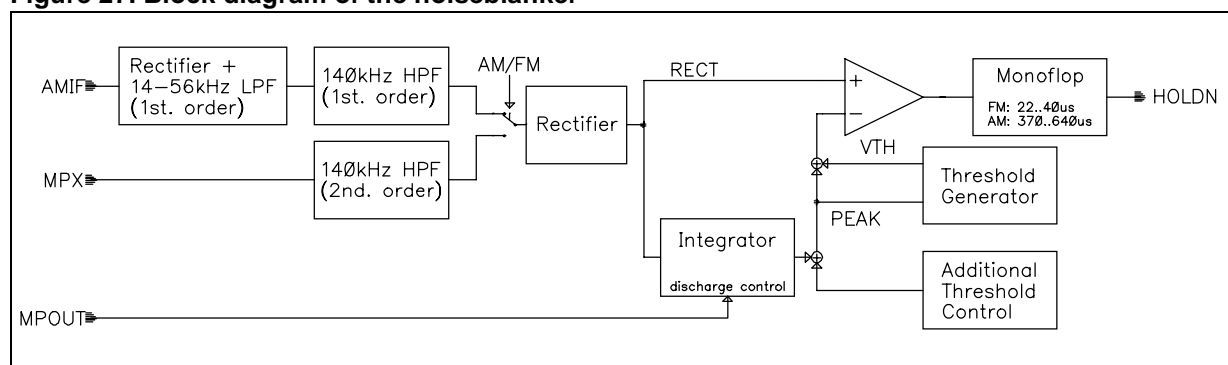 Figure 27. Block diagram of the noiseblanker
AMIF
Rectifier +
14-56kHz LPF
(1st. order)
140kHz HPF
(1st. order)
AM/FM
Rectifier
RECT
+
-
Monoflop
FM: 22..40us
AM: 370..640us
HOLDN
MPX
140kHz HPF
(2nd. order)
VTH
Threshold
Generator
PEAK
Integrator
discharge control
Additional
Threshold
Control
MPOUT